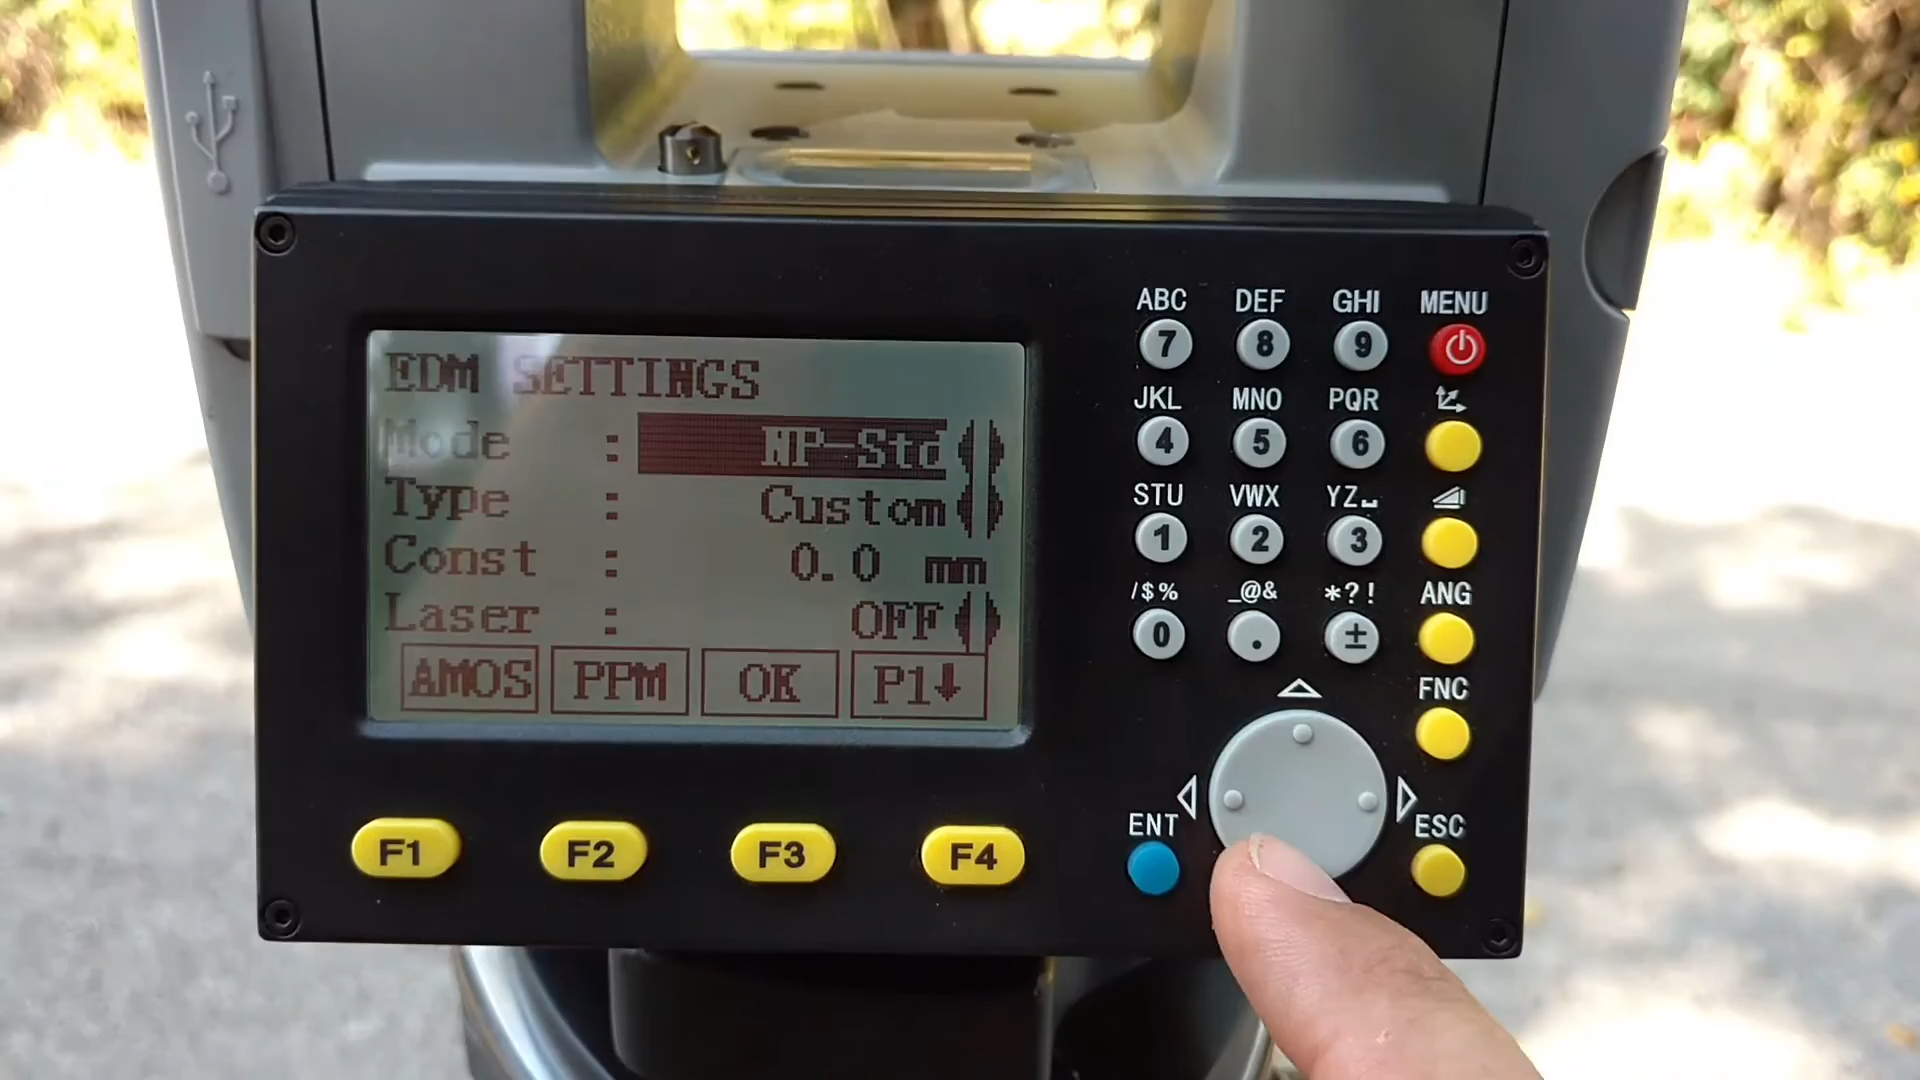 EDM SETTINGS
Mode : NP-Std
Type : Custom
Const : 0.0 mm
Laser : OFF
AMOS PPM OK P1↓
F1 F2 F3 F4
ABC DEF GHI MENU
7 8 9
JKL MNO PQR
4 5 6
STU VWX YZ⎵
1 2 3
/$% _@& *?! ANG
0 . ±
FNC
ENT ESC